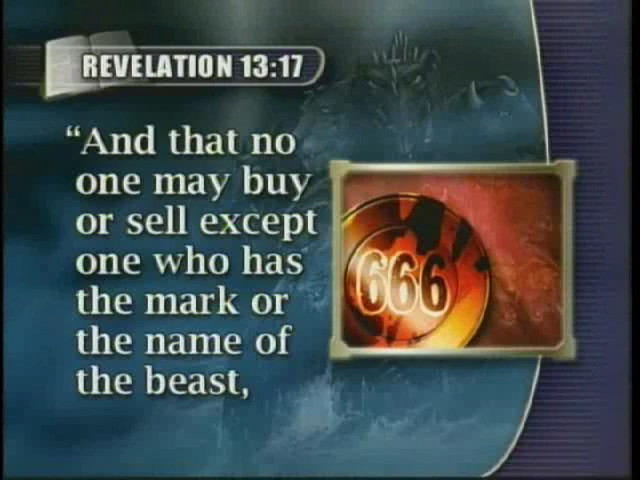 REVELATION 13:17
“And that no
one may buy
or sell except
one who has
the mark or
the name of
the beast,
666